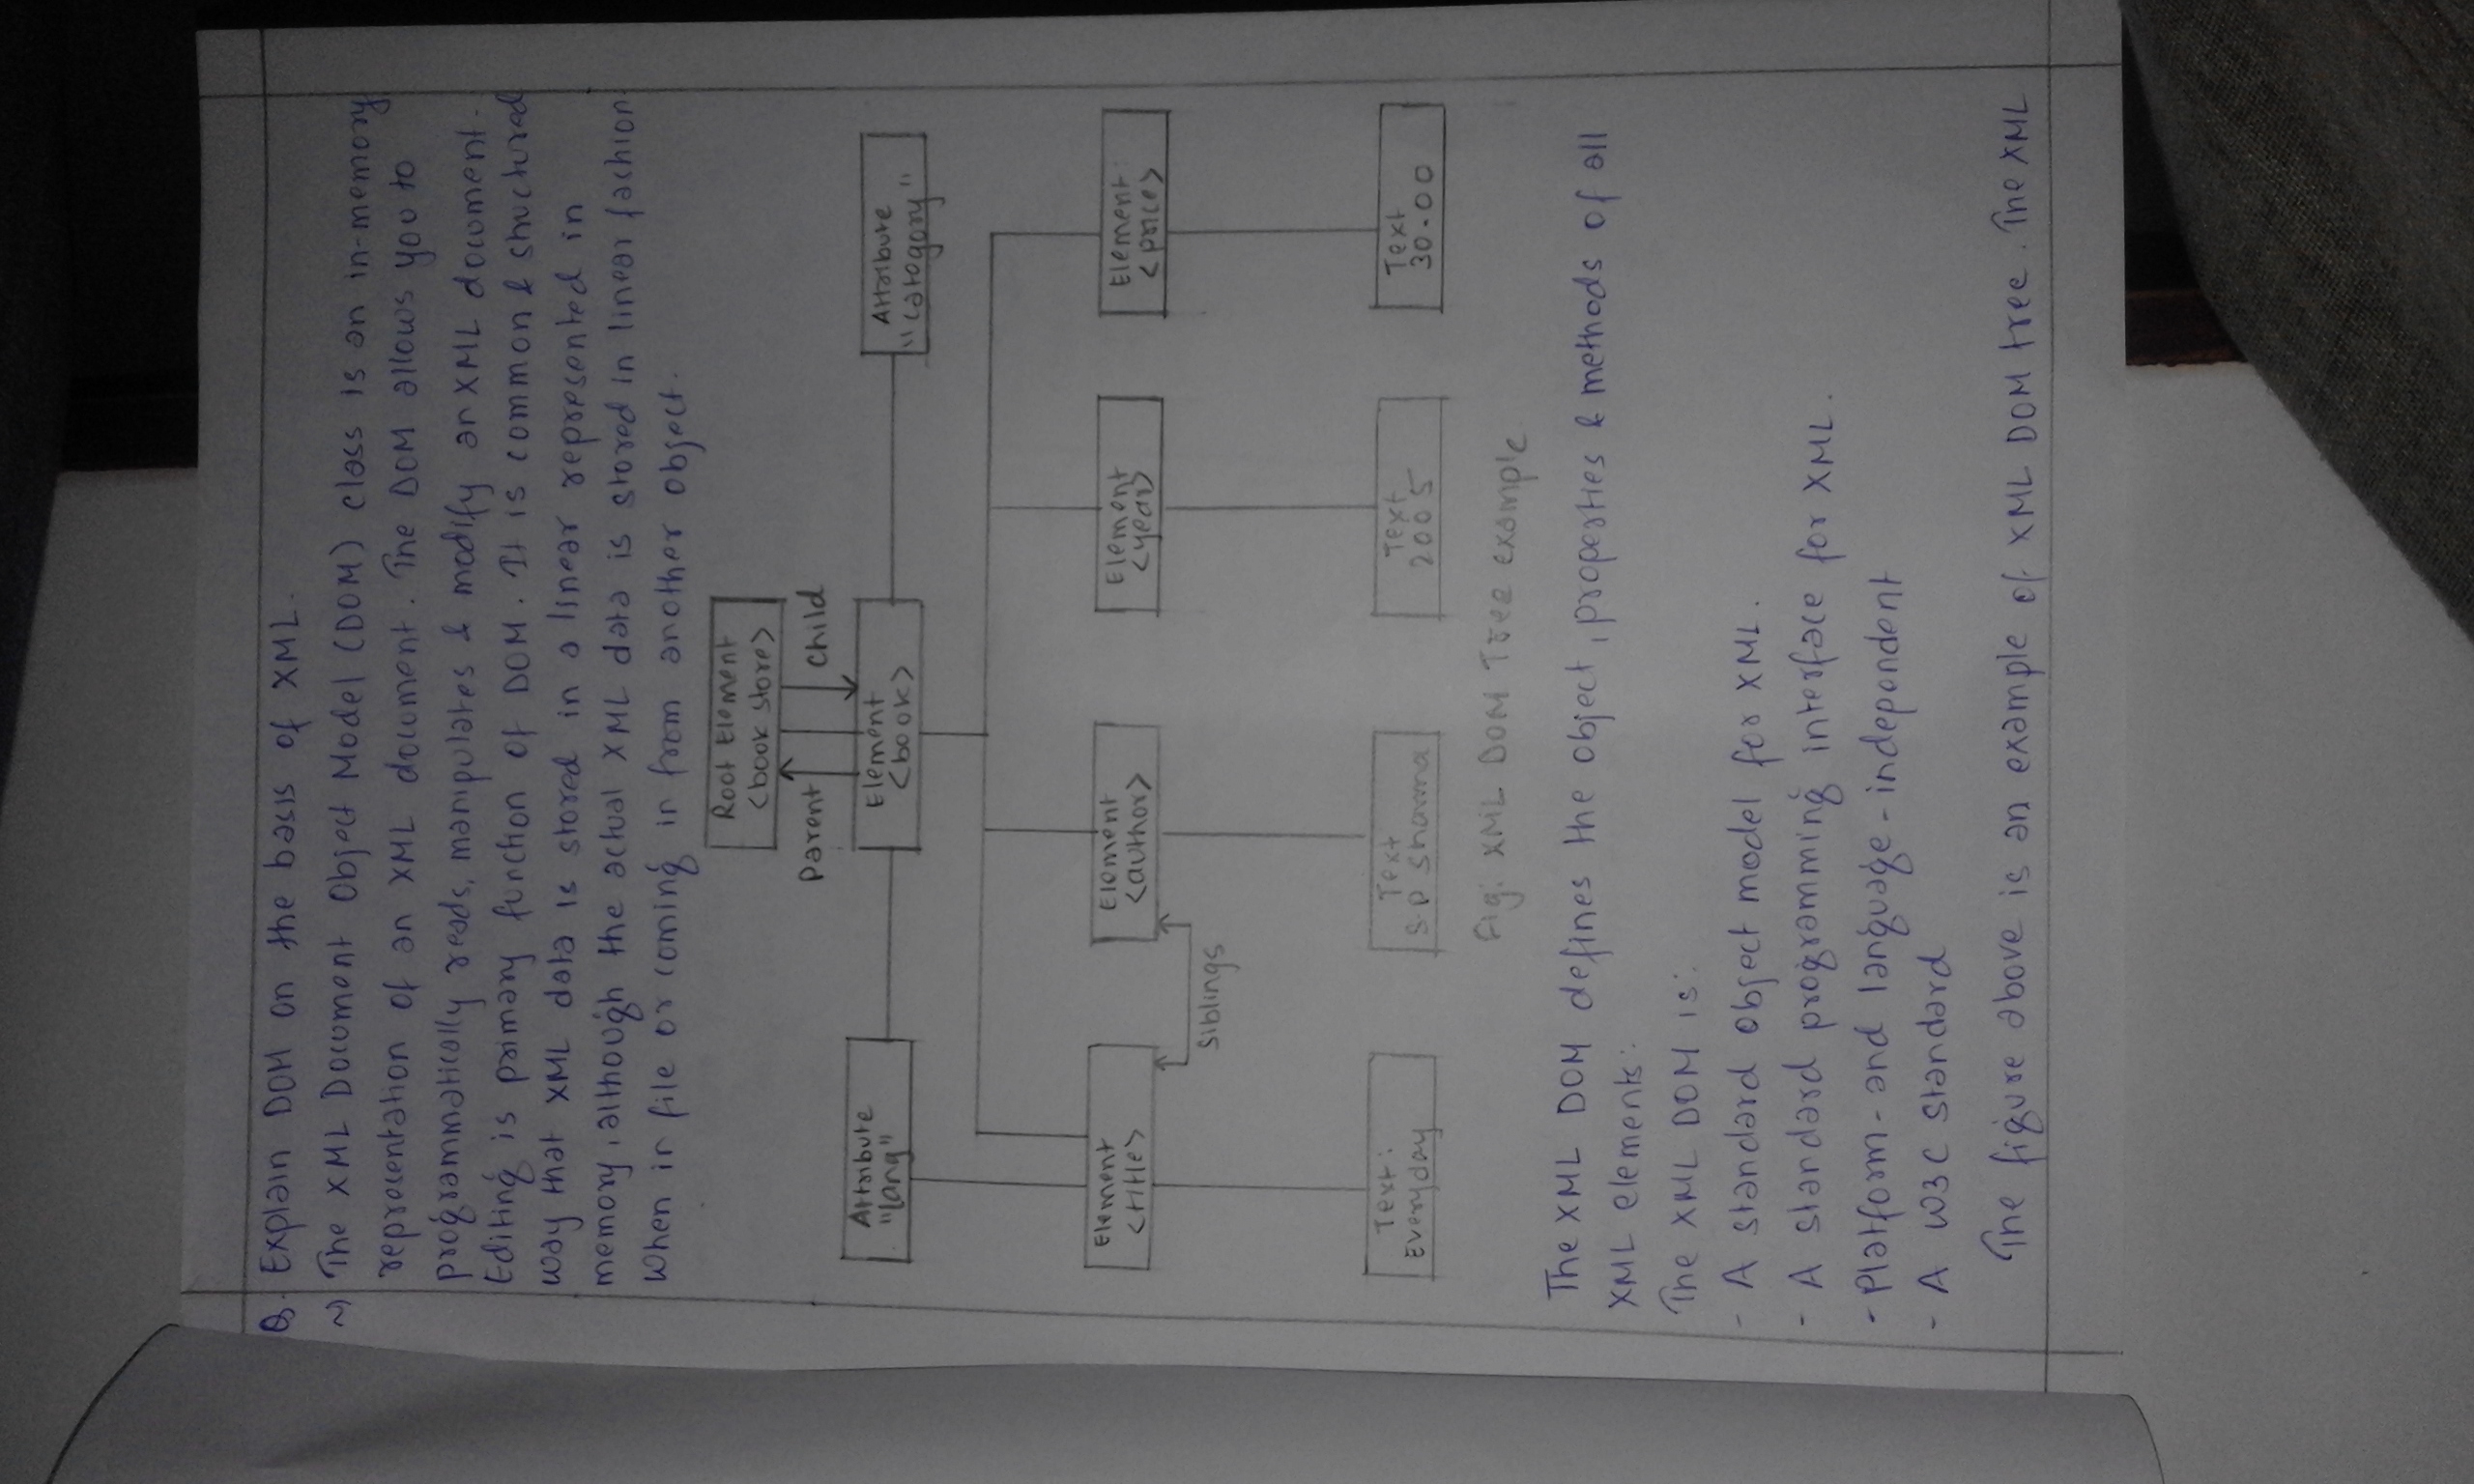 Q. Explain DOM on the basis of XML.
The XML Document Object Model (DOM) class is an in-memory
representation of an XML document. The DOM allows you to
programmatically reads, manipulates & modify an XML document.
Editing is primary function of DOM. It is common & structured
way that XML data is stored in a linear represented in
memory, although the actual XML data is stored in linear fachion
When in file or coming in from another object.
Root Element
<book store>
Parent
Child
Attribute
"lang"
Element
<book>
Attribute
"category"
Element
<title>
Element
<author>
Element
<year>
Element
<price>
Siblings
Text:
Everyday
Text
S.P Sharma
Text
2005
Text
30.00
Fig: XML DOM Tree example
The XML DOM defines the object, properties & methods of all
XML elements:
The XML DOM is:
- A standard object model for XML.
- A standard programming interface for XML.
- Platform- and language-independent
- A W3C Standard
The figure above is an example of XML DOM tree. The XML